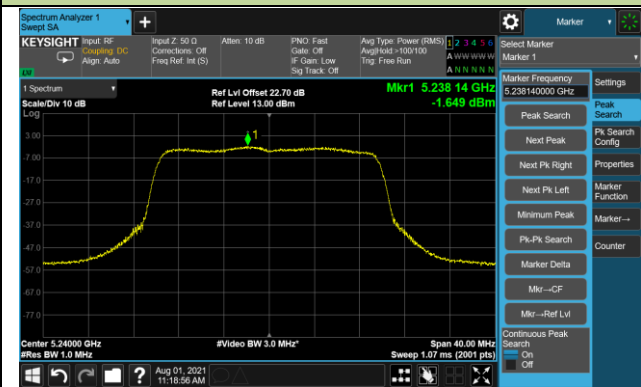 Spectrum Analyzer 1
Swept SA
Marker
KEYSIGHT
Input: RF
Coupling: DC
Align: Auto
Input Z: 50 Ω
Corrections: Off
Freq Ref: Int (S)
Atten: 10 dB
PNO: Fast
Gate: Off
IF Gain: Low
Sig Track: Off
Avg Type: Power (RMS)
Avg|Hold:>100/100
Trig: Free Run
1 2 3 4 5 6
A W W W W W
A N N N N N
Select Marker
Marker 1
1 Spectrum
Scale/Div 10 dB
Log
Ref Lvl Offset 22.70 dB
Ref Level 13.00 dBm
Mkr1 5.238 14 GHz
-1.649 dBm
1
3.00
-7.00
-17.0
-27.0
-37.0
-47.0
-57.0
-67.0
-77.0
Center 5.24000 GHz
#Res BW 1.0 MHz
#Video BW 3.0 MHz*
Span 40.00 MHz
Sweep 1.07 ms (2001 pts)
Marker Frequency
5.238140000 GHz
Peak Search
Next Peak
Next Pk Right
Next Pk Left
Minimum Peak
Pk-Pk Search
Marker Delta
Mkr→CF
Mkr→Ref Lvl
Continuous Peak
Search
On
Off
Settings
Peak
Search
Pk Search
Config
Properties
Marker
Function
Marker→
Counter
?
Aug 01, 2021
11:18:56 AM